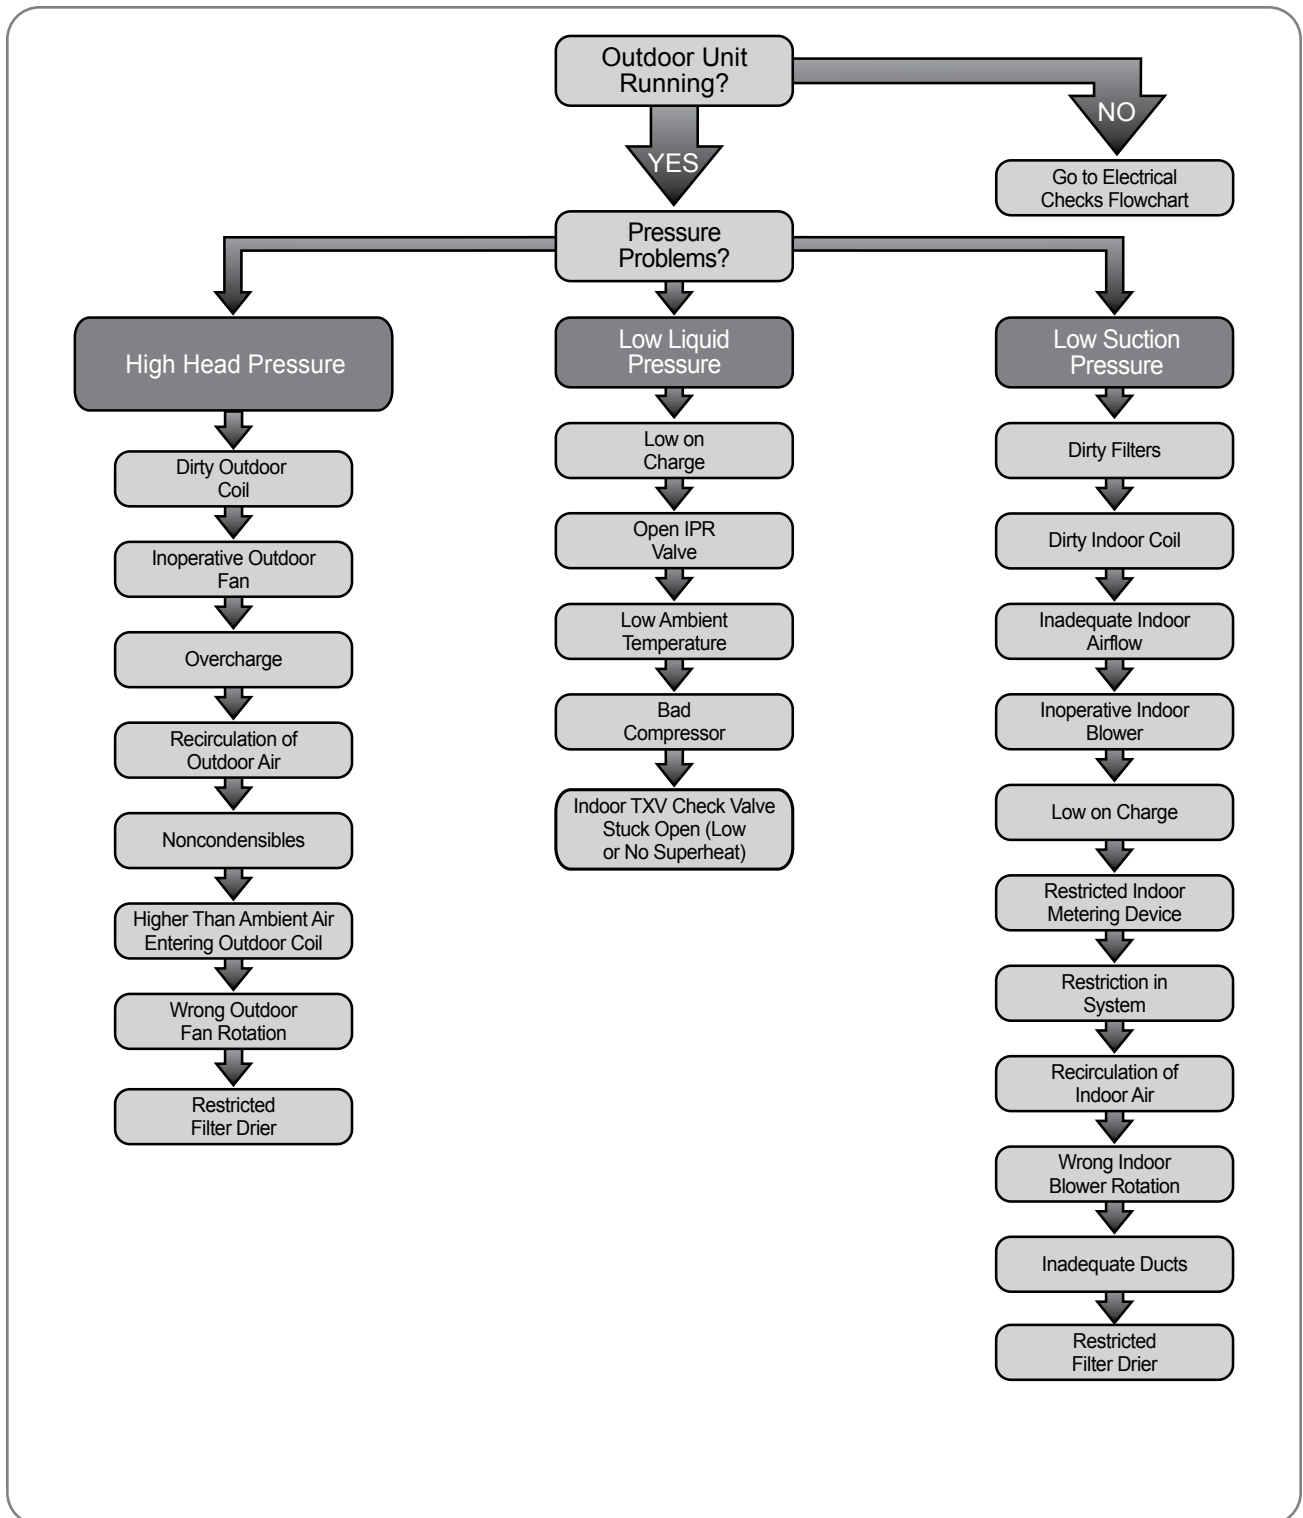 Outdoor Unit
Running?
NO
YES
Go to Electrical
Checks Flowchart
Pressure
Problems?
High Head Pressure
Dirty Outdoor
Coil
Inoperative Outdoor
Fan
Overcharge
Recirculation of
Outdoor Air
Noncondensibles
Higher Than Ambient Air
Entering Outdoor Coil
Wrong Outdoor
Fan Rotation
Restricted
Filter Drier
Low Liquid
Pressure
Low on
Charge
Open IPR
Valve
Low Ambient
Temperature
Bad
Compressor
Indoor TXV Check Valve
Stuck Open (Low
or No Superheat)
Low Suction
Pressure
Dirty Filters
Dirty Indoor Coil
Inadequate Indoor
Airflow
Inoperative Indoor
Blower
Low on Charge
Restricted Indoor
Metering Device
Restriction in
System
Recirculation of
Indoor Air
Wrong Indoor
Blower Rotation
Inadequate Ducts
Restricted
Filter Drier